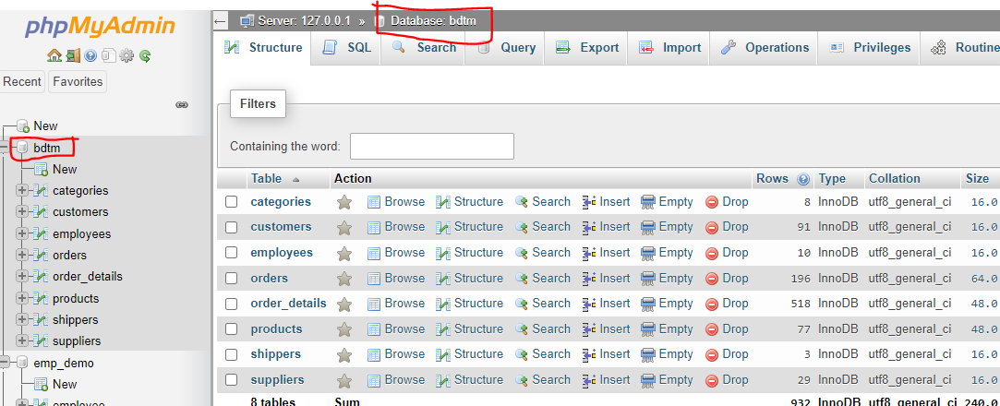 phpMyAdmin
Recent Favorites
New
bdtm
New
categories
customers
employees
orders
order_details
products
shippers
suppliers
emp_demo
New
Server: 127.0.0.1 » Database: bdtm
Structure SQL Search Query Export Import Operations Privileges Routine
Filters
Containing the word:
Table Action Rows Type Collation Size
categories Browse Structure Search Insert Empty Drop 8 InnoDB utf8_general_ci 16.0
customers Browse Structure Search Insert Empty Drop 91 InnoDB utf8_general_ci 16.0
employees Browse Structure Search Insert Empty Drop 10 InnoDB utf8_general_ci 16.0
orders Browse Structure Search Insert Empty Drop 196 InnoDB utf8_general_ci 64.0
order_details Browse Structure Search Insert Empty Drop 518 InnoDB utf8_general_ci 48.0
products Browse Structure Search Insert Empty Drop 77 InnoDB utf8_general_ci 48.0
shippers Browse Structure Search Insert Empty Drop 3 InnoDB utf8_general_ci 16.0
suppliers Browse Structure Search Insert Empty Drop 29 InnoDB utf8_general_ci 16.0
8 tables Sum 932 InnoDB utf8_general_ci 240.0